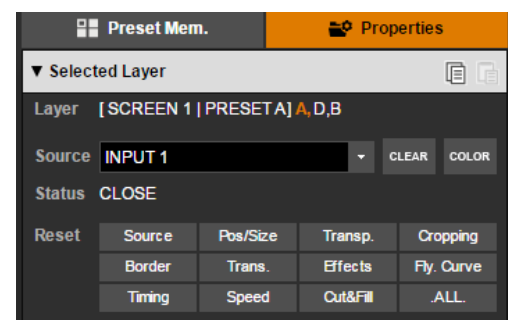 Preset Mem. Properties
▼ Selected Layer
Layer [ SCREEN 1 | PRESET A] A, D,B
Source INPUT 1 CLEAR COLOR
Status CLOSE
Reset Source Pos/Size Transp. Cropping
Border Trans. Effects Fly. Curve
Timing Speed Cut&Fill .ALL.